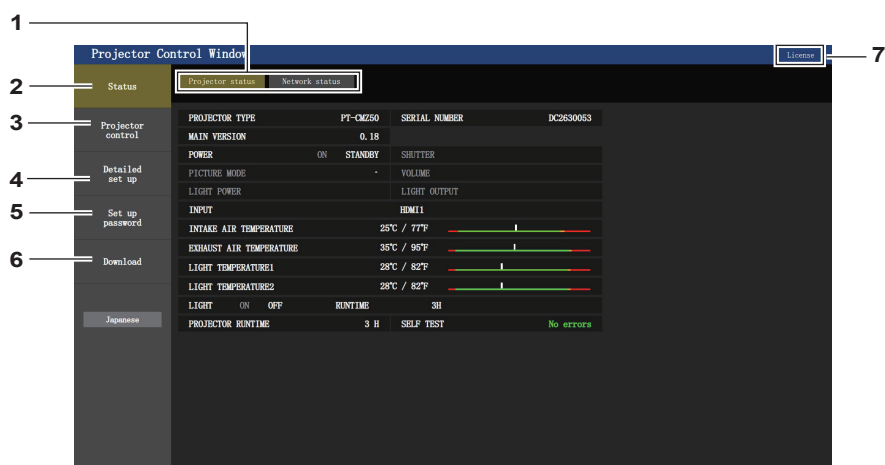 1
Projector Control Window
License
7
2
Status
Projector status
Network status
3
Projector
control
4
Detailed
set up
5
Set up
password
6
Download
Japanese
PROJECTOR TYPE PT-CMZ50 SERIAL NUMBER DC2630053
MAIN VERSION 0.18
POWER ON STANDBY SHUTTER
PICTURE MODE - VOLUME
LIGHT POWER LIGHT OUTPUT
INPUT HDMI1
INTAKE AIR TEMPERATURE 25℃ / 77℉
EXHAUST AIR TEMPERATURE 35℃ / 95℉
LIGHT TEMPERATURE1 28℃ / 82℉
LIGHT TEMPERATURE2 28℃ / 82℉
LIGHT ON OFF RUNTIME 3H
PROJECTOR RUNTIME 3 H SELF TEST No errors